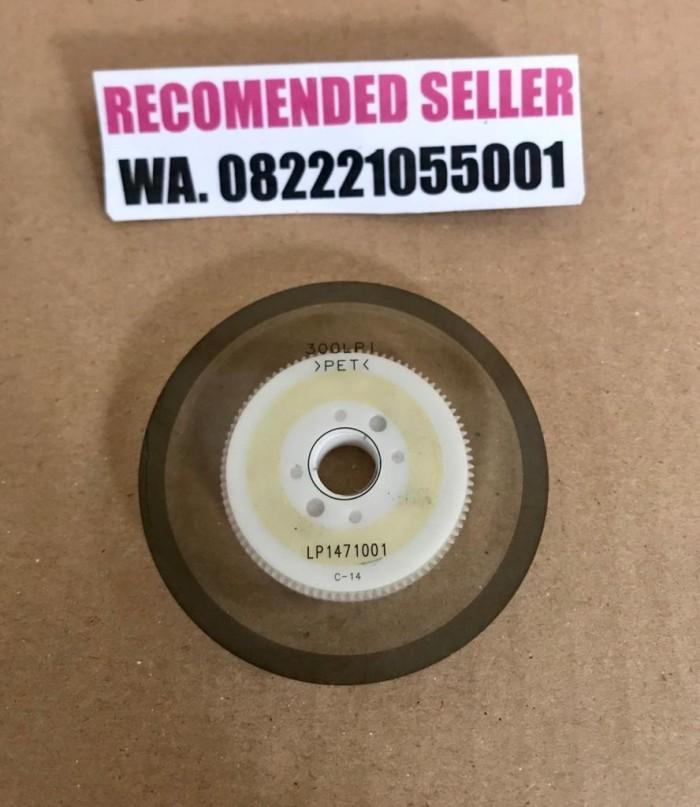 RECOMENDED SELLER
WA. 082221055001
300LPI
>PET<
LP1471001
C-14